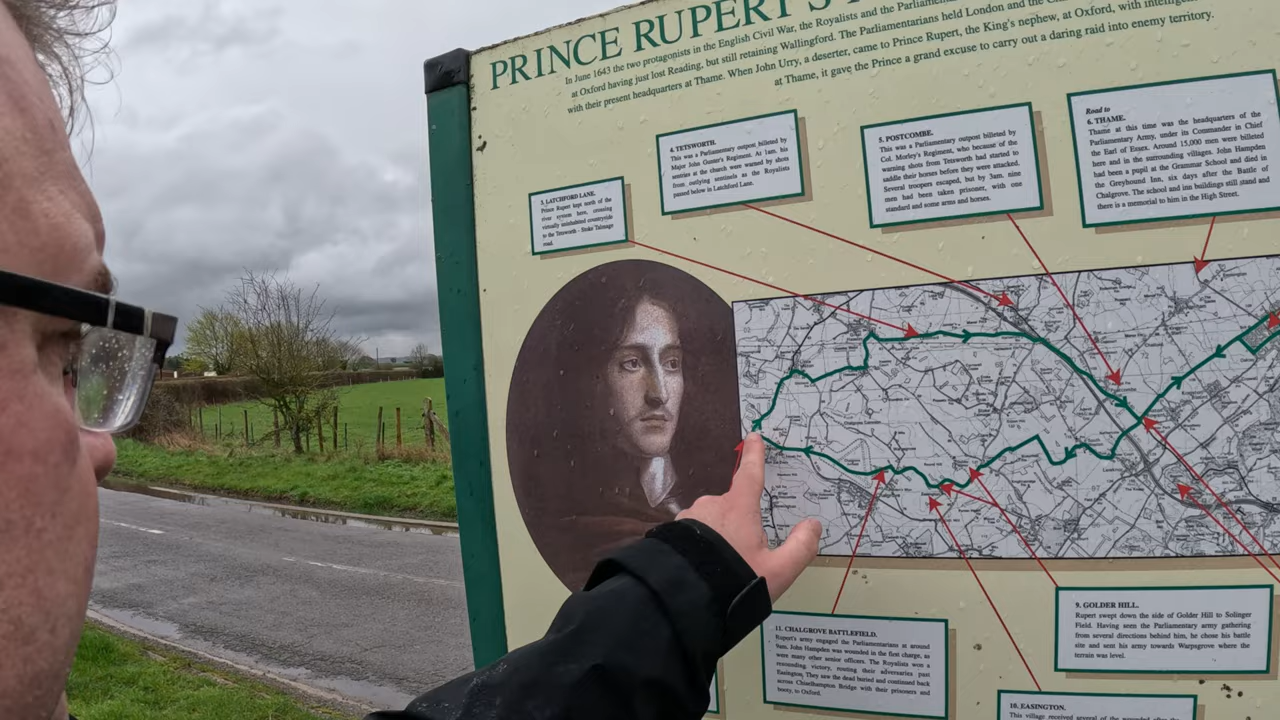 PRINCE RUPERT'S
In June 1643 the two protagonists in the English Civil War, the Royalists and the Parliamentarians
at Oxford having just lost Reading, but still retaining Wallingford. The Parliamentarians held London and the
with their present headquarters at Thame. When John Urry, a deserter, came to Prince Rupert, the King's nephew, at Oxford, with
at Thame, it gave the Prince a grand excuse to carry out a daring raid into enemy territory.
3. LATCHFORD LANE.
Prince Rupert kept north of the
river system here, crossing
virtually uninhabited countryside
to the Tetsworth - Stoke Talmage
road.
4. TETSWORTH.
This was a Parliamentary outpost billeted by
Major John Gunter's Regiment. At 1am. his
sentries at the church were warned by shots
from outlying sentinels as the Royalists
passed below in Latchford Lane.
5. POSTCOMBE.
This was a Parliamentary outpost billeted by
Col. Morley's Regiment, who because of the
warning shots from Tetsworth had started to
saddle their horses before they were attacked.
Several troopers escaped, but by 3am. nine
men had been taken prisoner, with one
standard and some arms and horses.
Road to
6. THAME.
Thame at this time was the headquarters of the
Parliamentary Army, under its Commander in Chief
the Earl of Essex. Around 15,000 men were billeted
here and in the surrounding villages. John Hampden
had been a pupil at the Grammar School and died in
the Greyhound Inn, six days after the Battle of
Chalgrove. The school and inn buildings still stand and
there is a memorial to him in the High Street.
9. GOLDER HILL.
Rupert swept down the side of Golder Hill to Solinger
Field. Having seen the Parliamentary army gathering
from several directions behind him, he chose his battle
site and sent his army towards Warpsgrove where the
terrain was level.
11. CHALGROVE BATTLEFIELD.
Rupert's army engaged the Parliamentarians at around
9am. John Hampden was wounded in the first charge, as
were many other senior officers. The Royalists won a
resounding victory, routing their adversaries past
Easington. They saw the dead buried and continued back
across Chiselhampton Bridge with their prisoners and
booty, to Oxford.
10. EASINGTON.
This village received several of the